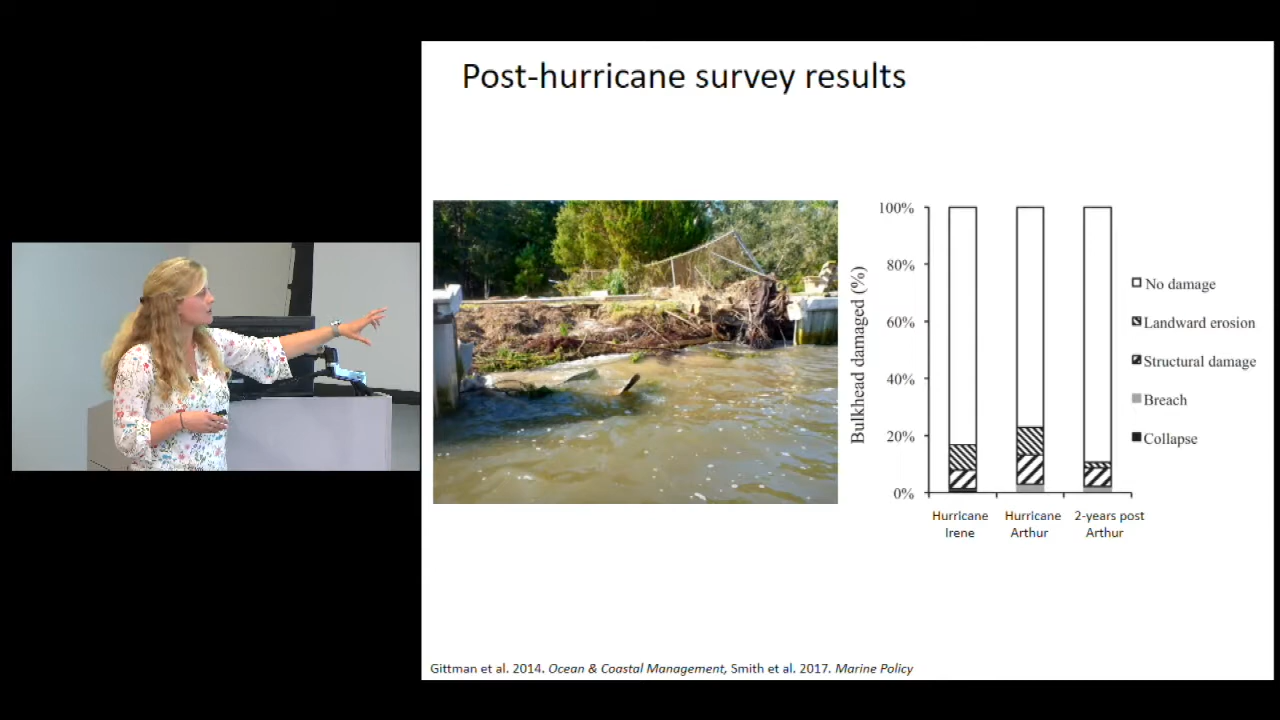 Post-hurricane survey results
Bulkhead damaged (%)
100%
80%
60%
40%
20%
0%
Hurricane
Irene
Hurricane
Arthur
2-years post
Arthur
No damage
Landward erosion
Structural damage
Breach
Collapse
Gittman et al. 2014. Ocean & Coastal Management, Smith et al. 2017. Marine Policy